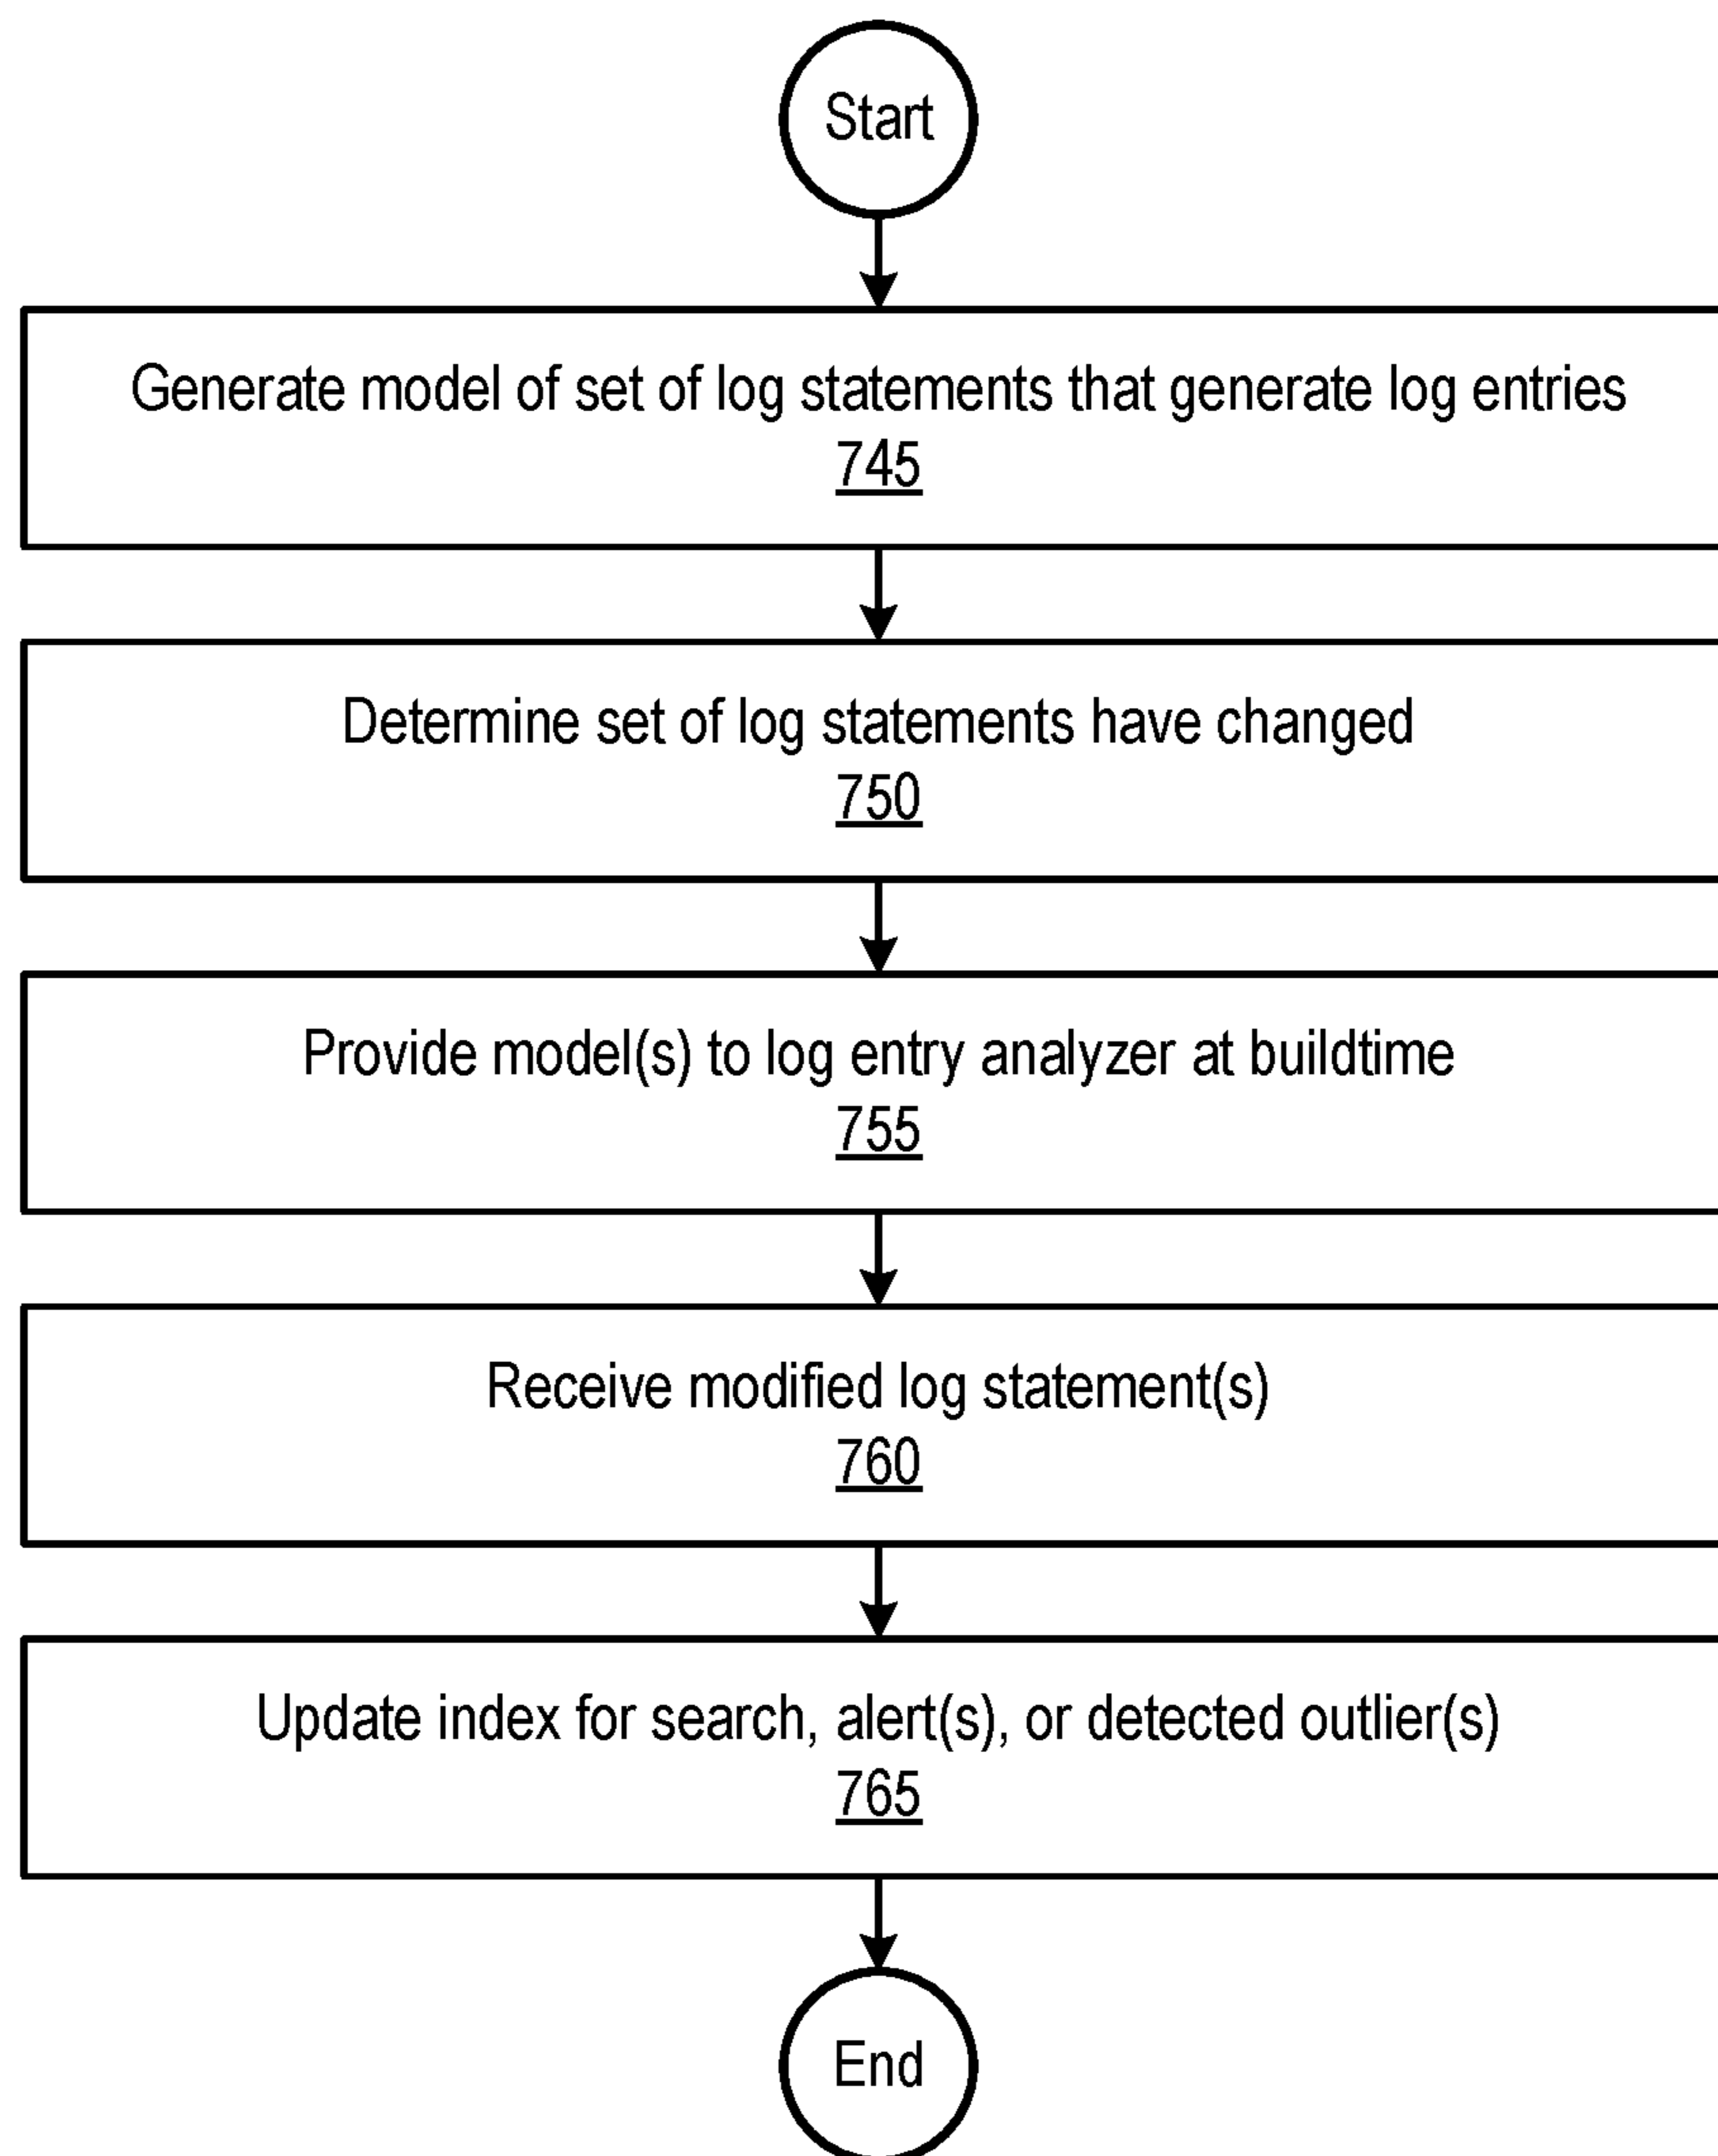 Start
Generate model of set of log statements that generate log entries
745
Determine set of log statements have changed
750
Provide model(s) to log entry analyzer at buildtime
755
Receive modified log statement(s)
760
Update index for search, alert(s), or detected outlier(s)
765
End